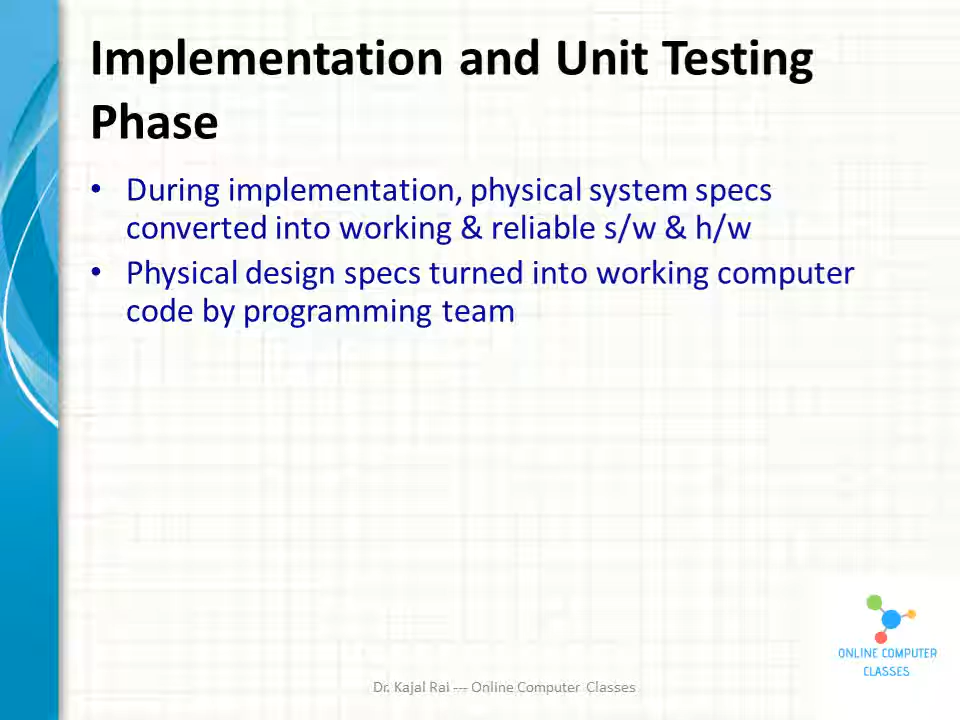 Implementation and Unit Testing
Phase
• During implementation, physical system specs
converted into working & reliable s/w & h/w
• Physical design specs turned into working computer
code by programming team
ONLINE COMPUTER
CLASSES
Dr. Kajal Rai --- Online Computer Classes